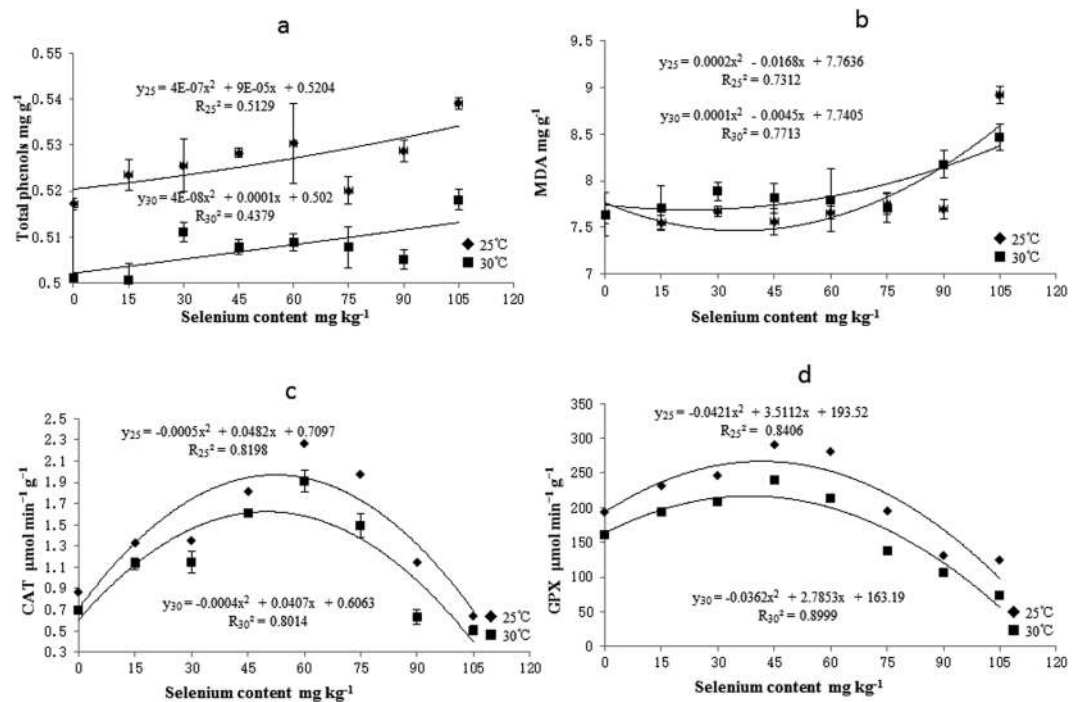 a
0.55
0.54
0.53
0.52
0.51
0.5
Total phenols mg g⁻¹
y₂₅ = 4E-07x² + 9E-05x + 0.5204
R₂₅² = 0.5129
y₃₀ = 4E-08x² + 0.0001x + 0.502
R₃₀² = 0.4379
25℃
30℃
0 15 30 45 60 75 90 105 120
Selenium content mg kg⁻¹
b
9.5
9
8.5
8
7.5
7
MDA mg g⁻¹
y₂₅ = 0.0002x² - 0.0168x + 7.7636
R₂₅² = 0.7312
y₃₀ = 0.0001x² - 0.0045x + 7.7405
R₃₀² = 0.7713
25℃
30℃
0 15 30 45 60 75 90 105 120
Selenium content mg kg⁻¹
c
2.7
2.5
2.3
2.1
1.9
1.7
1.5
1.3
1.1
0.9
0.7
0.5
0.3
CAT μmol min⁻¹ g⁻¹
y₂₅ = -0.0005x² + 0.0482x + 0.7097
R₂₅² = 0.8198
y₃₀ = -0.0004x² + 0.0407x + 0.6063
R₃₀² = 0.8014
25℃
30℃
0 15 30 45 60 75 90 105 120
Selenium content mg kg⁻¹
d
350
300
250
200
150
100
50
0
GPX μmol min⁻¹ g⁻¹
y₂₅ = -0.0421x² + 3.5112x + 193.52
R₂₅² = 0.8406
y₃₀ = -0.0362x² + 2.7853x + 163.19
R₃₀² = 0.8999
25℃
30℃
0 15 30 45 60 75 90 105 120
Selenium content mg kg⁻¹